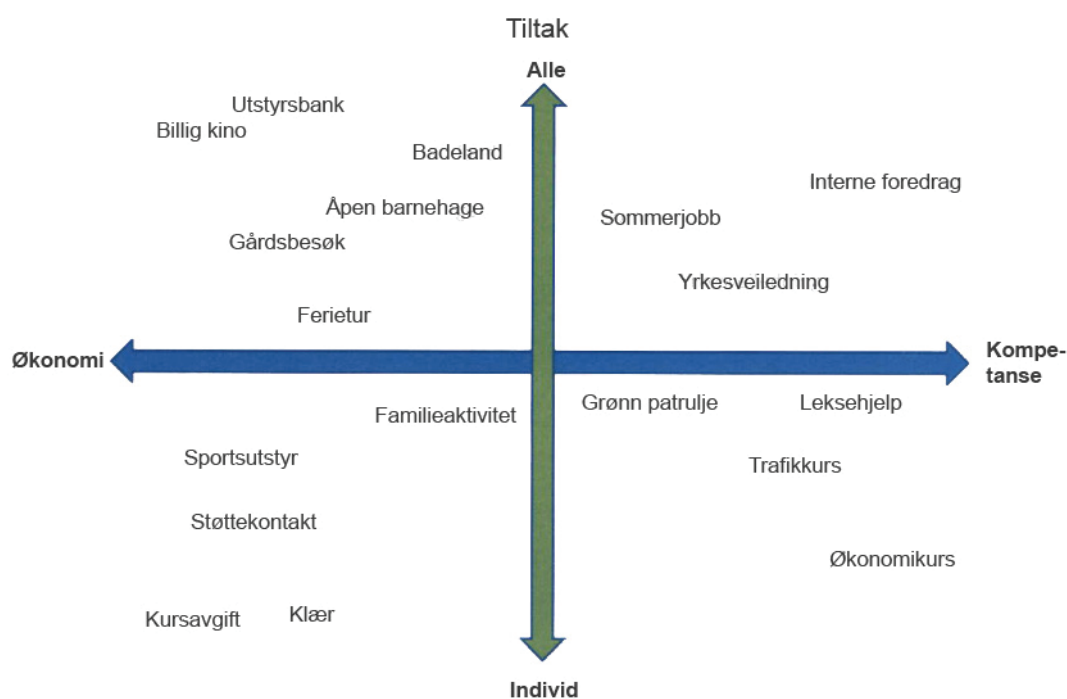 Tiltak
Alle
Utstyrsbank
Billig kino
Badeland
Interne foredrag
Åpen barnehage
Sommerjobb
Gårdsbesøk
Yrkesveiledning
Ferietur
Økonomi
Kompe-
tanse
Familieaktivitet
Grønn patrulje
Leksehjelp
Sportsutstyr
Trafikkurs
Støttekontakt
Økonomikurs
Kursavgift
Klær
Individ